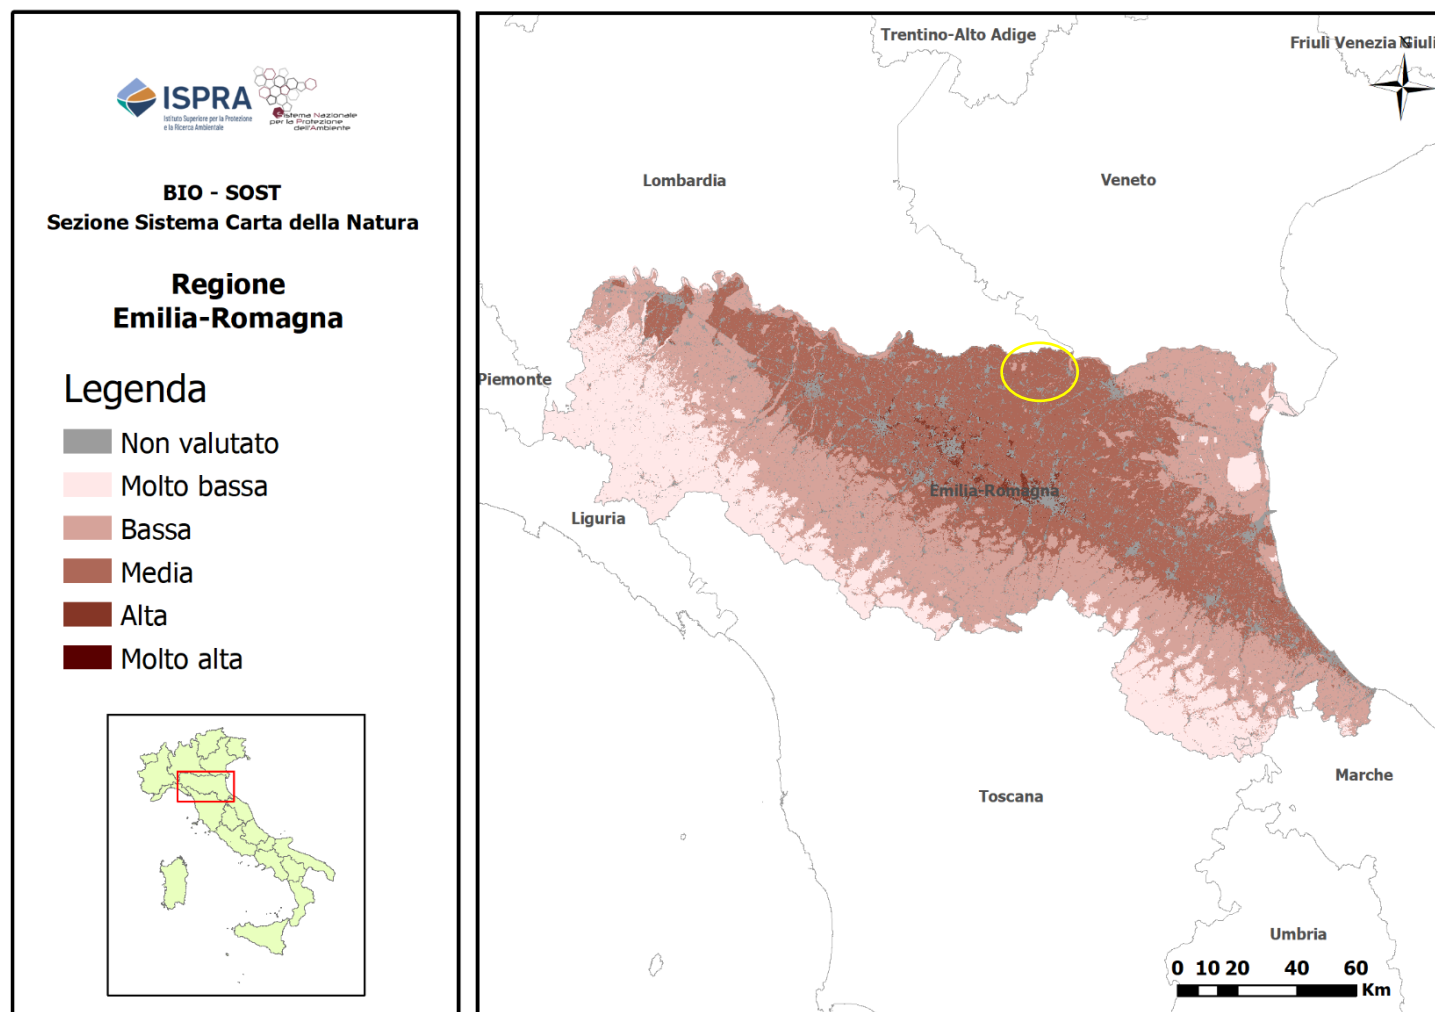 ISPRA
Istituto Superiore per la Protezione
e la Ricerca Ambientale
Sistema Nazionale
per la Protezione
dell'Ambiente
BIO - SOST
Sezione Sistema Carta della Natura
Regione
Emilia-Romagna
Legenda
Non valutato
Molto bassa
Bassa
Media
Alta
Molto alta
Trentino-Alto Adige
Friuli Venezia Giuli
N
Lombardia
Veneto
Piemonte
Emilia-Romagna
Liguria
Marche
Toscana
Umbria
0 10 20 40 60
Km